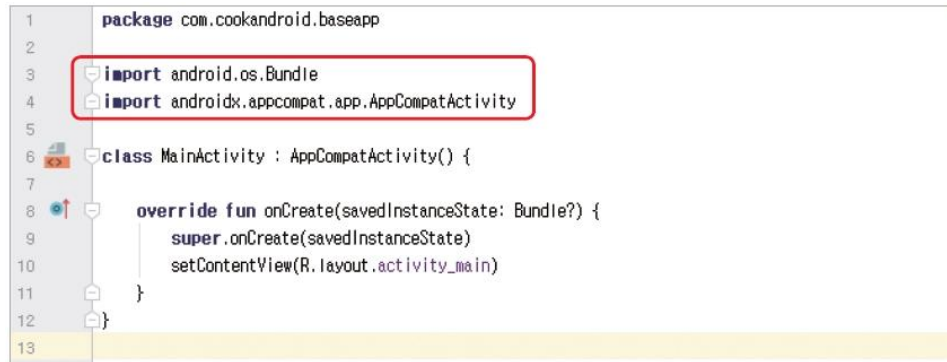 1 package com.cookandroid.baseapp
2
3 import android.os.Bundle
4 import androidx.appcompat.app.AppCompatActivity
5
6 class MainActivity : AppCompatActivity() {
7
8 override fun onCreate(savedInstanceState: Bundle?) {
9 super.onCreate(savedInstanceState)
10 setContentView(R.layout.activity_main)
11 }
12 }
13